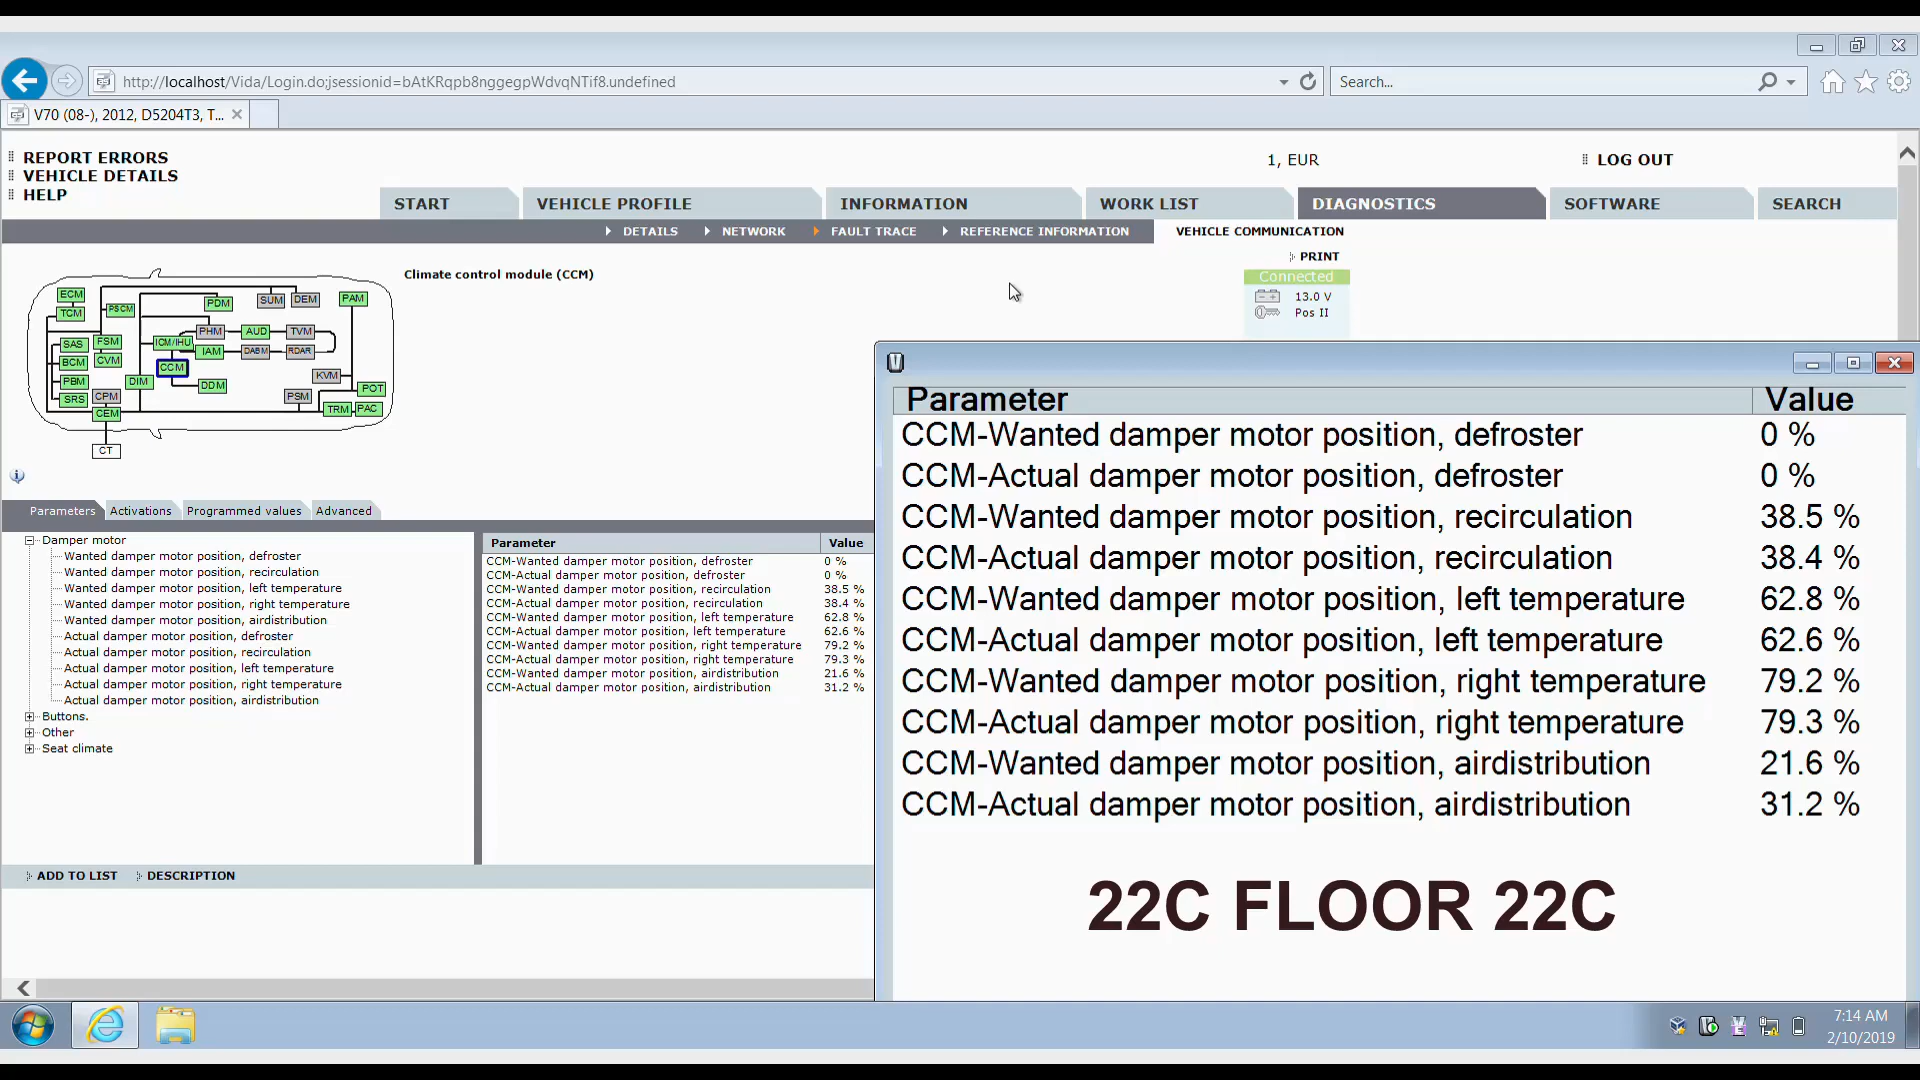 http://localhost/Vida/Login.do;jsessionid=bAtKRqpb8nggegpWdvqNTif8.undefined
Search...
V70 (08-), 2012, D5204T3, T...
REPORT ERRORS
VEHICLE DETAILS
HELP
1, EUR
LOG OUT
START
VEHICLE PROFILE
INFORMATION
WORK LIST
DIAGNOSTICS
SOFTWARE
SEARCH
DETAILS
NETWORK
FAULT TRACE
REFERENCE INFORMATION
VEHICLE COMMUNICATION
PRINT
Connected
13.0 V
Pos II
Climate control module (CCM)
ECM
TCM
PSCM
PDM
SUM
DEM
PAM
SAS
FSM
ICM/IHU
PHM
AUD
TVM
BCM
CVM
IAM
DABM
RDAR
CCM
PBM
DIM
DDM
KVM
POT
SRS
CPM
PSM
CEM
TRM
PAC
CT
Parameters
Activations
Programmed values
Advanced
Damper motor
Wanted damper motor position, defroster
Wanted damper motor position, recirculation
Wanted damper motor position, left temperature
Wanted damper motor position, right temperature
Wanted damper motor position, airdistribution
Actual damper motor position, defroster
Actual damper motor position, recirculation
Actual damper motor position, left temperature
Actual damper motor position, right temperature
Actual damper motor position, airdistribution
Buttons.
Other
Seat climate
Parameter Value
CCM-Wanted damper motor position, defroster 0 %
CCM-Actual damper motor position, defroster 0 %
CCM-Wanted damper motor position, recirculation 38.5 %
CCM-Actual damper motor position, recirculation 38.4 %
CCM-Wanted damper motor position, left temperature 62.8 %
CCM-Actual damper motor position, left temperature 62.6 %
CCM-Wanted damper motor position, right temperature 79.2 %
CCM-Actual damper motor position, right temperature 79.3 %
CCM-Wanted damper motor position, airdistribution 21.6 %
CCM-Actual damper motor position, airdistribution 31.2 %
ADD TO LIST
DESCRIPTION
Parameter Value
CCM-Wanted damper motor position, defroster 0 %
CCM-Actual damper motor position, defroster 0 %
CCM-Wanted damper motor position, recirculation 38.5 %
CCM-Actual damper motor position, recirculation 38.4 %
CCM-Wanted damper motor position, left temperature 62.8 %
CCM-Actual damper motor position, left temperature 62.6 %
CCM-Wanted damper motor position, right temperature 79.2 %
CCM-Actual damper motor position, right temperature 79.3 %
CCM-Wanted damper motor position, airdistribution 21.6 %
CCM-Actual damper motor position, airdistribution 31.2 %
22C FLOOR 22C
7:14 AM
2/10/2019